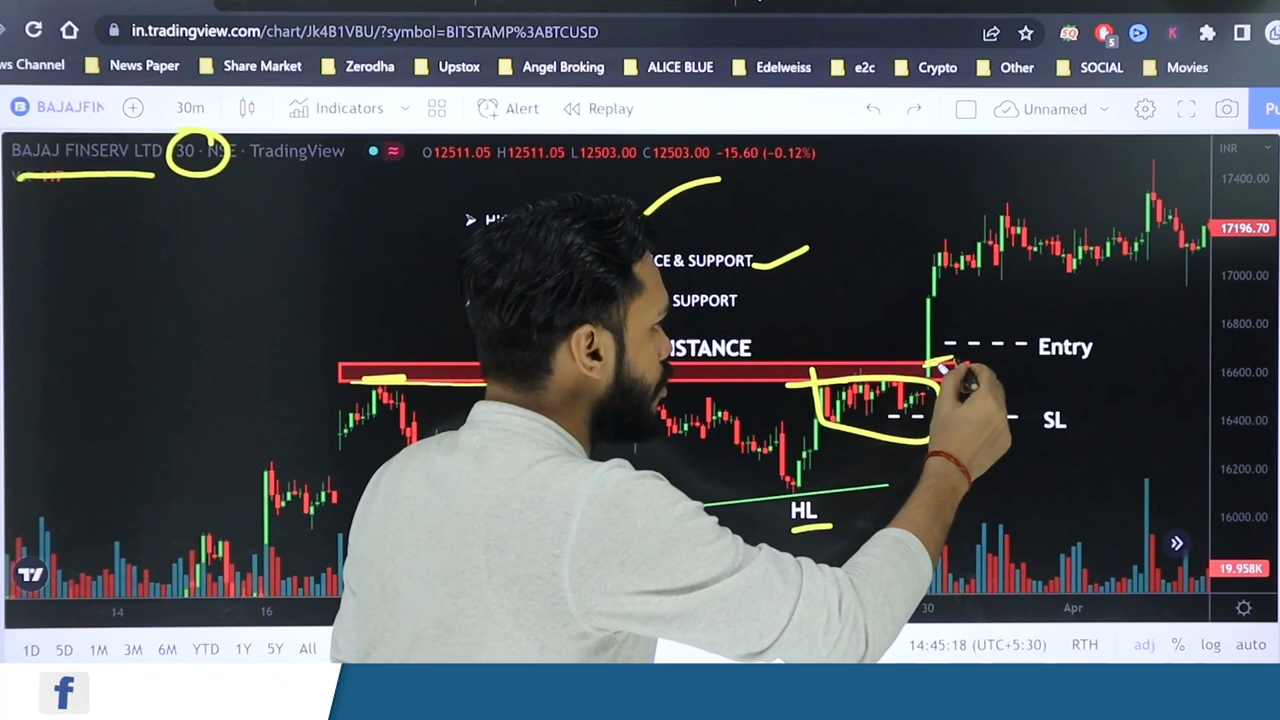 in.tradingview.com/chart/Jk4B1VBU/?symbol=BITSTAMP%3ABTCUSD
5
ws Channel News Paper Share Market Zerodha Upstox Angel Broking ALICE BLUE Edelweiss e2c Crypto Other SOCIAL Movies
BAJAJFIN 30m Indicators Alert Replay Unnamed Pu
BAJAJ FINSERV LTD · 30 · NSE · TradingView O12511.05 H12511.05 L12503.00 C12503.00 −15.60 (−0.12%) INR
17400.00
17196.70
CE & SUPPORT
17000.00
SUPPORT
16800.00
ISTANCE
Entry
16600.00
16400.00
SL
16200.00
HL
16000.00
19.958K
14 16 30 Apr
1D 5D 1M 3M 6M YTD 1Y 5Y All 14:45:18 (UTC+5:30) RTH adj % log auto
f